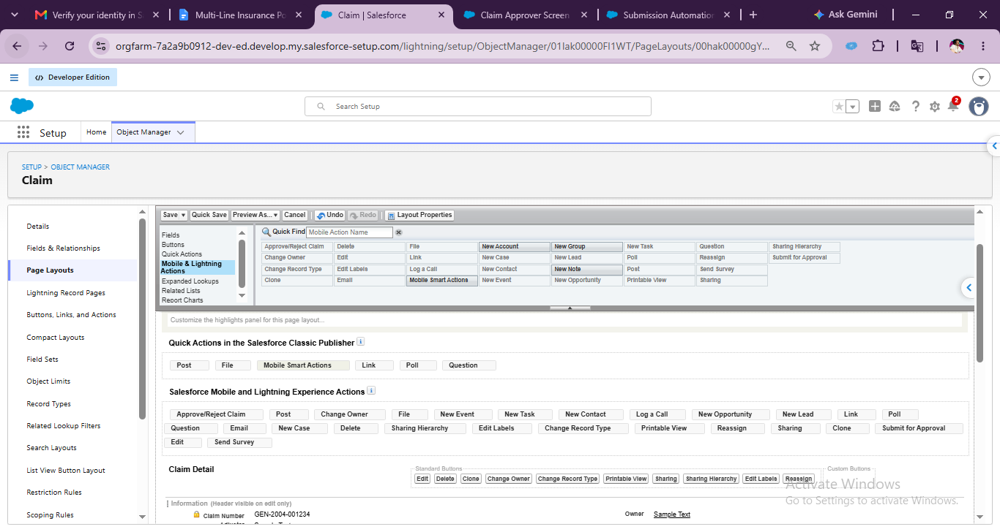 Verify your identity in S
Multi-Line Insurance Po
Claim | Salesforce
Claim Approver Screen
Submission Automation
Ask Gemini
orgfarm-7a2a9b0912-dev-ed.develop.my.salesforce-setup.com/lightning/setup/ObjectManager/01Iak00000FI1WT/PageLayouts/00hak00000gY...
</> Developer Edition
Search Setup
2
Setup
Home
Object Manager
SETUP > OBJECT MANAGER
Claim
Details
Fields & Relationships
Page Layouts
Lightning Record Pages
Buttons, Links, and Actions
Compact Layouts
Field Sets
Object Limits
Record Types
Related Lookup Filters
Search Layouts
List View Button Layout
Restriction Rules
Scoping Rules
Save Quick Save Preview As... Cancel Undo Redo Layout Properties
Fields
Buttons
Quick Actions
Mobile & Lightning
Actions
Expanded Lookups
Related Lists
Report Charts
Quick Find Mobile Action Name
Approve/Reject Claim Delete File New Account New Group New Task Question Sharing Hierarchy
Change Owner Edit Link New Case New Lead Poll Reassign Submit for Approval
Change Record Type Edit Labels Log a Call New Contact New Note Post Send Survey
Clone Email Mobile Smart Actions New Event New Opportunity Printable View Sharing
Customize the highlights panel for this page layout...
Quick Actions in the Salesforce Classic Publisher i
Post File Mobile Smart Actions Link Poll Question
Salesforce Mobile and Lightning Experience Actions i
Approve/Reject Claim Post Change Owner File New Event New Task New Contact Log a Call New Opportunity New Lead Link Poll
Question Email New Case Delete Sharing Hierarchy Edit Labels Change Record Type Printable View Reassign Sharing Clone Submit for Approval
Edit Send Survey
Claim Detail
Standard Buttons
Edit Delete Clone Change Owner Change Record Type Printable View Sharing Sharing Hierarchy Edit Labels Reassign
Custom Buttons
Information (Header visible on edit only)
Claim Number GEN-2004-001234
Owner Sample Text
Activate Windows
Go to Settings to activate Windows.